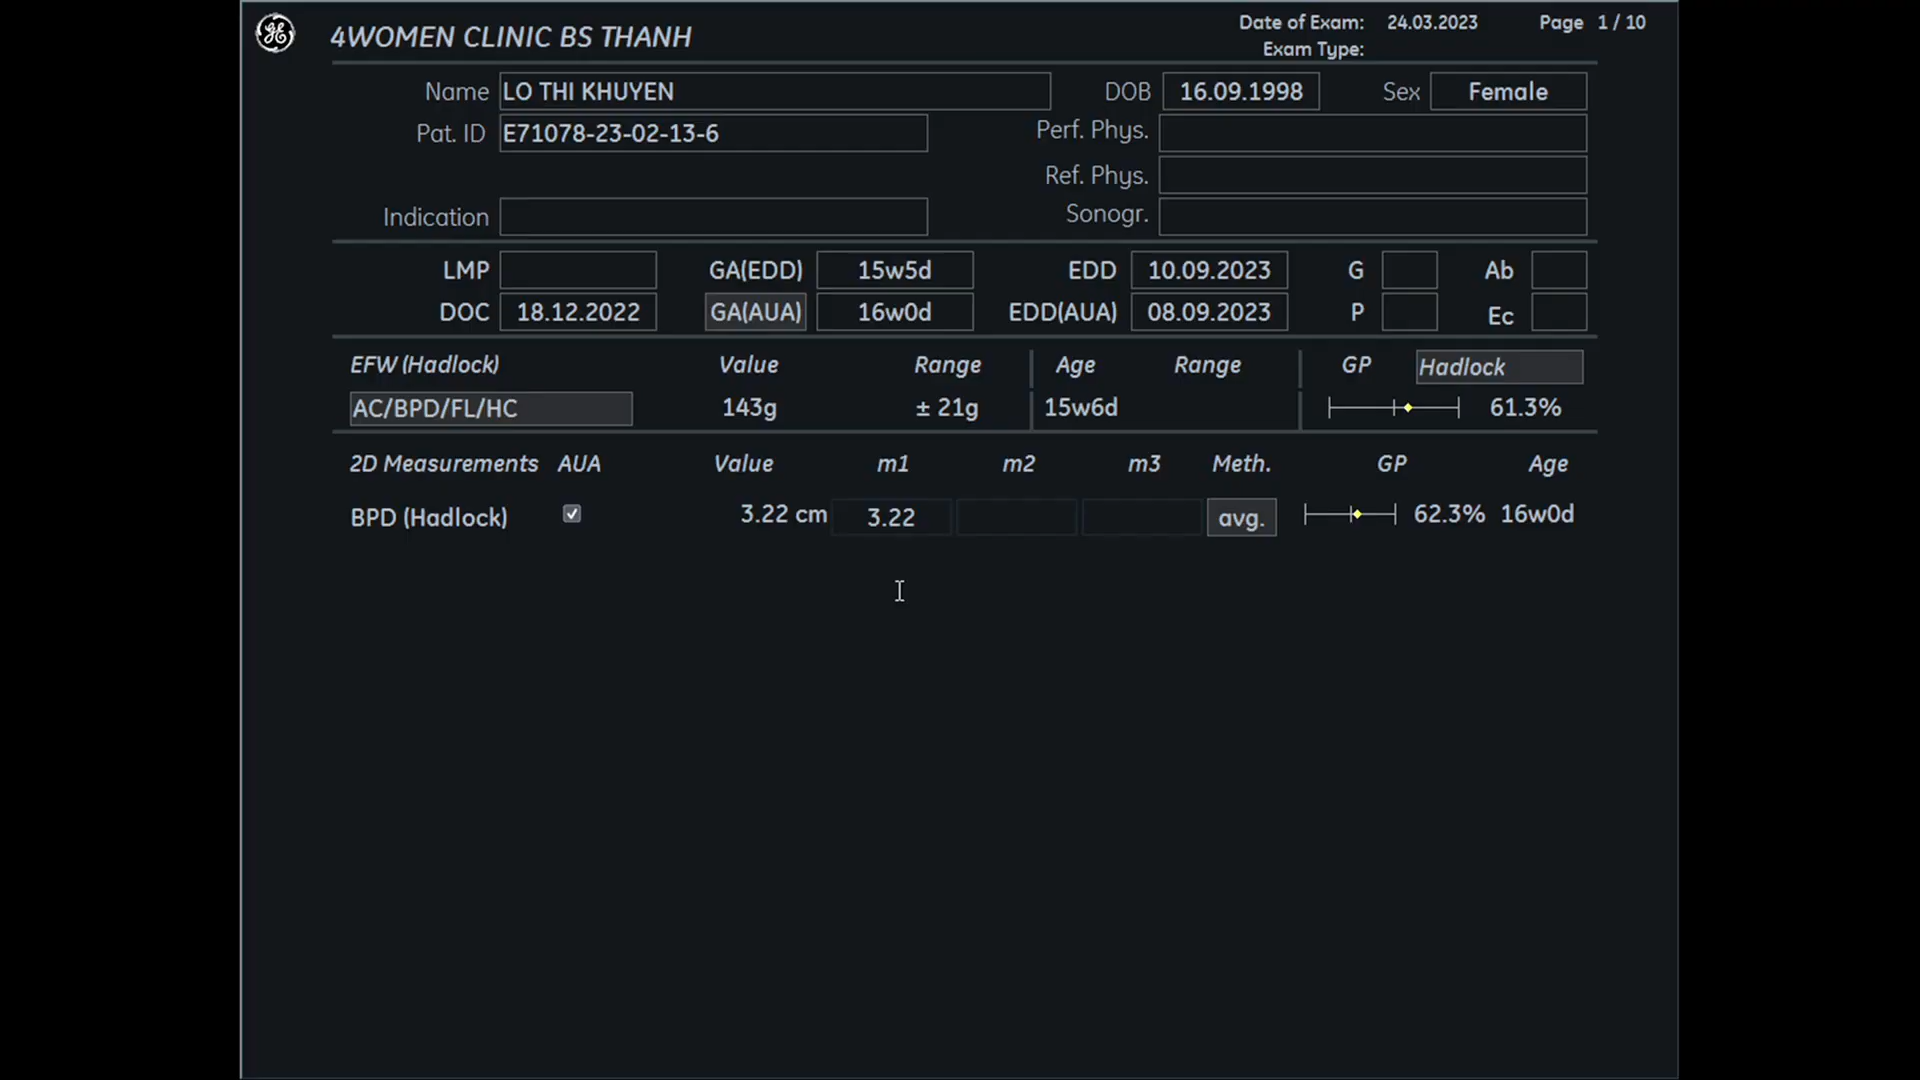 4WOMEN CLINIC BS THANH Date of Exam: 24.03.2023 Page 1 / 10
Exam Type:
Name LO THI KHUYEN DOB 16.09.1998 Sex Female
Pat. ID E71078-23-02-13-6 Perf. Phys.
Ref. Phys.
Indication Sonogr.
LMP GA(EDD) 15w5d EDD 10.09.2023 G Ab
DOC 18.12.2022 GA(AUA) 16w0d EDD(AUA) 08.09.2023 P Ec
EFW (Hadlock) Value Range Age Range GP Hadlock
AC/BPD/FL/HC 143g ± 21g 15w6d 61.3%
2D Measurements AUA Value m1 m2 m3 Meth. GP Age
BPD (Hadlock) 3.22 cm 3.22 avg. 62.3% 16w0d